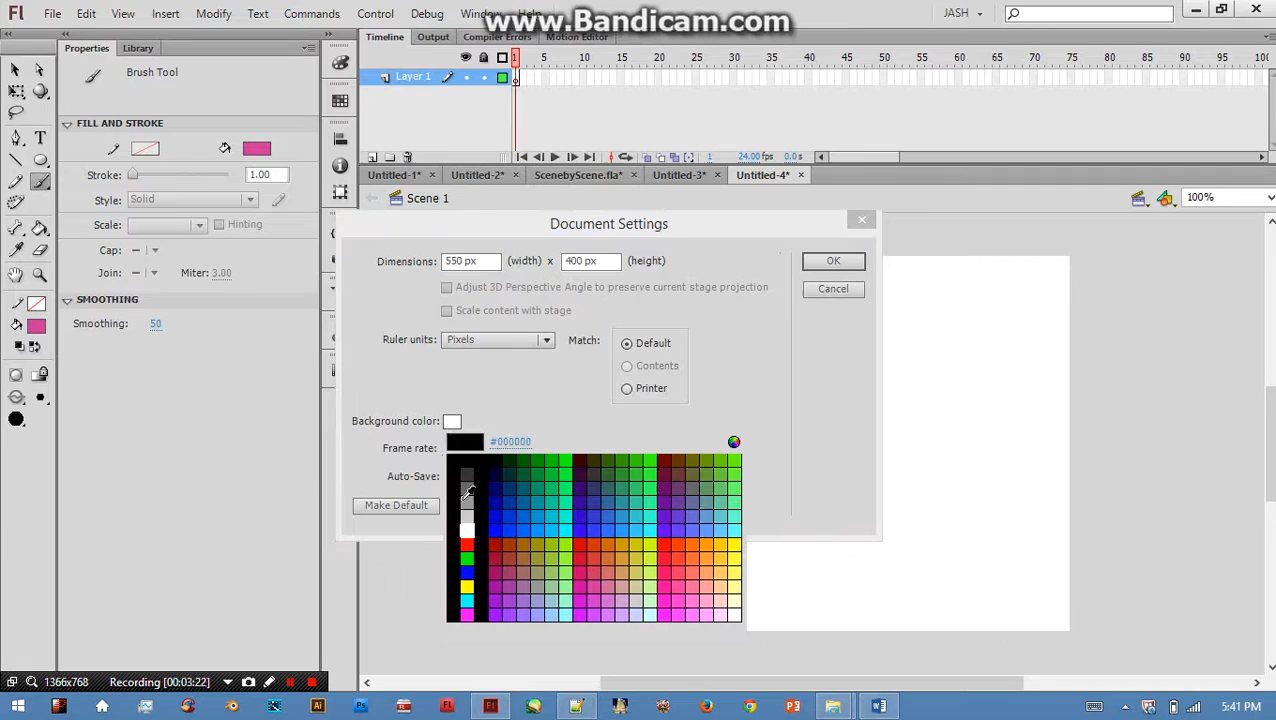 Fl File Edit View Insert Modify Text Commands Control Debug Window Help
www.Bandicam.com
JASH
Properties Library
Timeline Output Compiler Errors Motion Editor
Brush Tool
1 5 10 15 20 25 30 35 40 45 50 55 60 65 70 75 80 85 90 95 100
Layer 1
FILL AND STROKE
Stroke: 1.00
Style: Solid
Scale: Hinting
Cap:
Join: Miter: 3.00
SMOOTHING
Smoothing: 50
1 24.00 fps 0.0 s
Untitled-1* × Untitled-2* × ScenebyScene.fla* × Untitled-3* × Untitled-4* ×
Scene 1 100%
Document Settings
Dimensions: 550 px (width) x 400 px (height)
OK
Adjust 3D Perspective Angle to preserve current stage projection
Cancel
Scale content with stage
Ruler units: Pixels Match: Default
Contents
Printer
Background color:
Frame rate: #000000
Auto-Save:
Make Default
1366x768 Recording [00:03:22]
5:41 PM